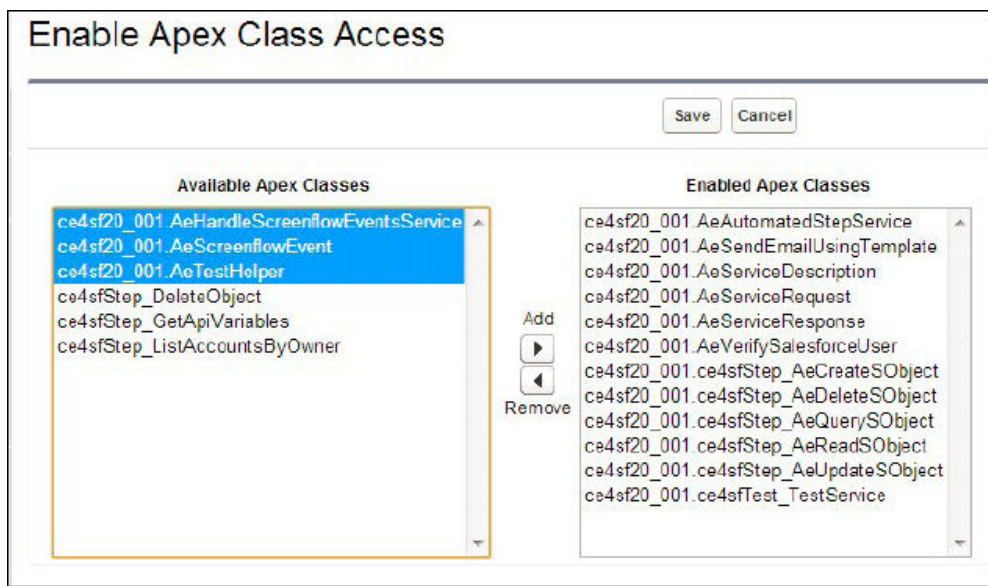 Enable Apex Class Access
Save Cancel
Available Apex Classes
ce4sf20_001.AeHandleScreenflowEventsService
ce4sf20_001.AeScreenflowEvent
ce4sf20_001.AeTestHelper
ce4sfStep_DeleteObject
ce4sfStep_GetApiVariables
ce4sfStep_ListAccountsByOwner
Add
Remove
Enabled Apex Classes
ce4sf20_001.AeAutomatedStepService
ce4sf20_001.AeSendEmailUsingTemplate
ce4sf20_001.AeServiceDescription
ce4sf20_001.AeServiceRequest
ce4sf20_001.AeServiceResponse
ce4sf20_001.AeVerifySalesforceUser
ce4sf20_001.ce4sfStep_AeCreateSObject
ce4sf20_001.ce4sfStep_AeDeleteSObject
ce4sf20_001.ce4sfStep_AeQuerySObject
ce4sf20_001.ce4sfStep_AeReadSObject
ce4sf20_001.ce4sfStep_AeUpdateSObject
ce4sf20_001.ce4sfTest_TestService